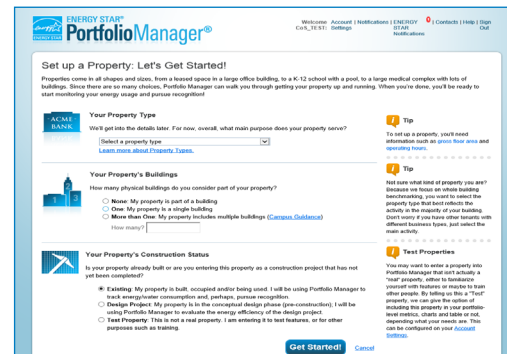 ENERGY STAR®
PortfolioManager®
Welcome CoS_TEST: Account Settings | Notifications | ENERGY STAR Notifications | Contacts | Help | Sign Out
Set up a Property: Let's Get Started!
Properties come in all shapes and sizes, from a leased space in a large office building, to a K-12 school with a pool, to a large medical complex with lots of
buildings. Since there are so many choices, Portfolio Manager can walk you through getting your property up and running. When you're done, you'll be ready to
start monitoring your energy usage and pursue recognition!
ACME
BANK
Your Property Type
We'll get into the details later. For now, overall, what main purpose does your property serve?
Select a property type
Learn more about Property Types.
1 2 3
Your Property's Buildings
How many physical buildings do you consider part of your property?
None: My property is part of a building
One: My property is a single building
More than One: My property includes multiple buildings (Campus Guidance)
How many?
Your Property's Construction Status
Is your property already built or are you entering this property as a construction project that has not
yet been completed?
Existing: My property is built, occupied and/or being used. I will be using Portfolio Manager to
track energy/water consumption and, perhaps, pursue recognition.
Design Project: My property is in the conceptual design phase (pre-construction); I will be
using Portfolio Manager to evaluate the energy efficiency of the design project.
Test Property: This is not a real property. I am entering it to test features, or for other
purposes such as training.
Get Started! Cancel
Tip
To set up a property, you'll need
information such as gross floor area and
operating hours.
Tip
Not sure what kind of property you are?
Because we focus on whole building
benchmarking, you want to select the
property type that best reflects the
activity in the majority of your building.
Don't worry if you have other tenants with
different business types, just select the
main activity.
Test Properties
You may want to enter a property into
Portfolio Manager that isn't actually a
"real" property, either to familiarize
yourself with features or maybe to train
other people. By telling us this a "Test"
property, we can give the option of
including this property in your portfolio-
level metrics, charts and table or not,
depending what your needs are. This
can be configured on your Account
Settings.